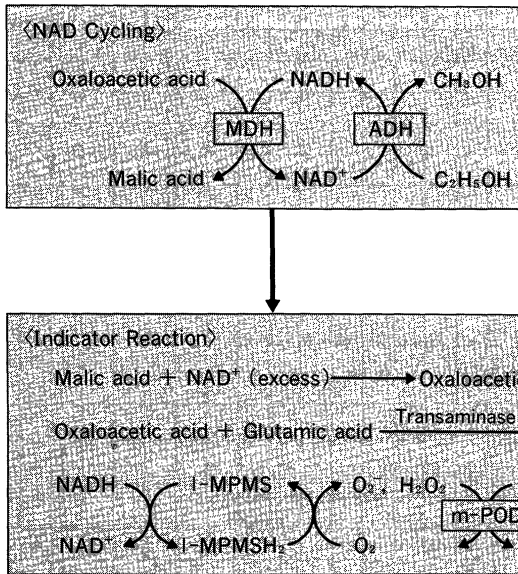 〈NAD Cycling〉
Oxaloacetic acid NADH CH₃OH
MDH ADH
Malic acid NAD⁺ C₂H₅OH
〈Indicator Reaction〉
Malic acid + NAD⁺ (excess) Oxaloacetic
Transaminase
Oxaloacetic acid + Glutamic acid
NADH l-MPMS O₂⁻, H₂O₂
m-POD
NAD⁺ l-MPMSH₂ O₂